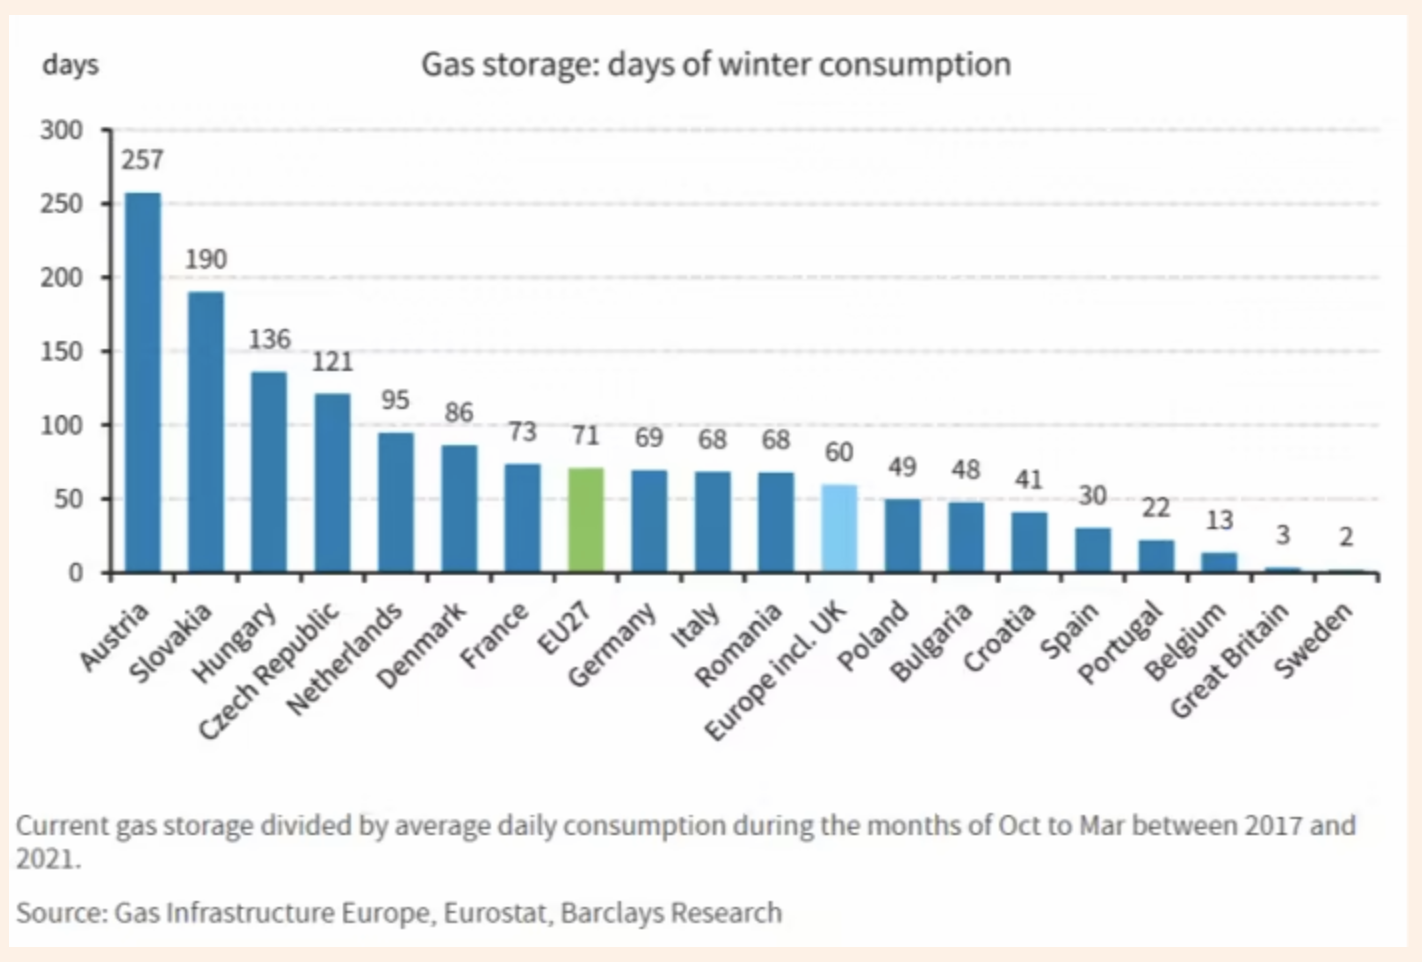 days
Gas storage: days of winter consumption
300
250
200
150
100
50
0
257
190
136
121
95
86
73
71
69
68
68
60
49
48
41
30
22
13
3
2
Austria
Slovakia
Hungary
Czech Republic
Netherlands
Denmark
France
EU27
Germany
Italy
Romania
Europe incl. UK
Poland
Bulgaria
Croatia
Spain
Portugal
Belgium
Great Britain
Sweden
Current gas storage divided by average daily consumption during the months of Oct to Mar between 2017 and
2021.
Source: Gas Infrastructure Europe, Eurostat, Barclays Research